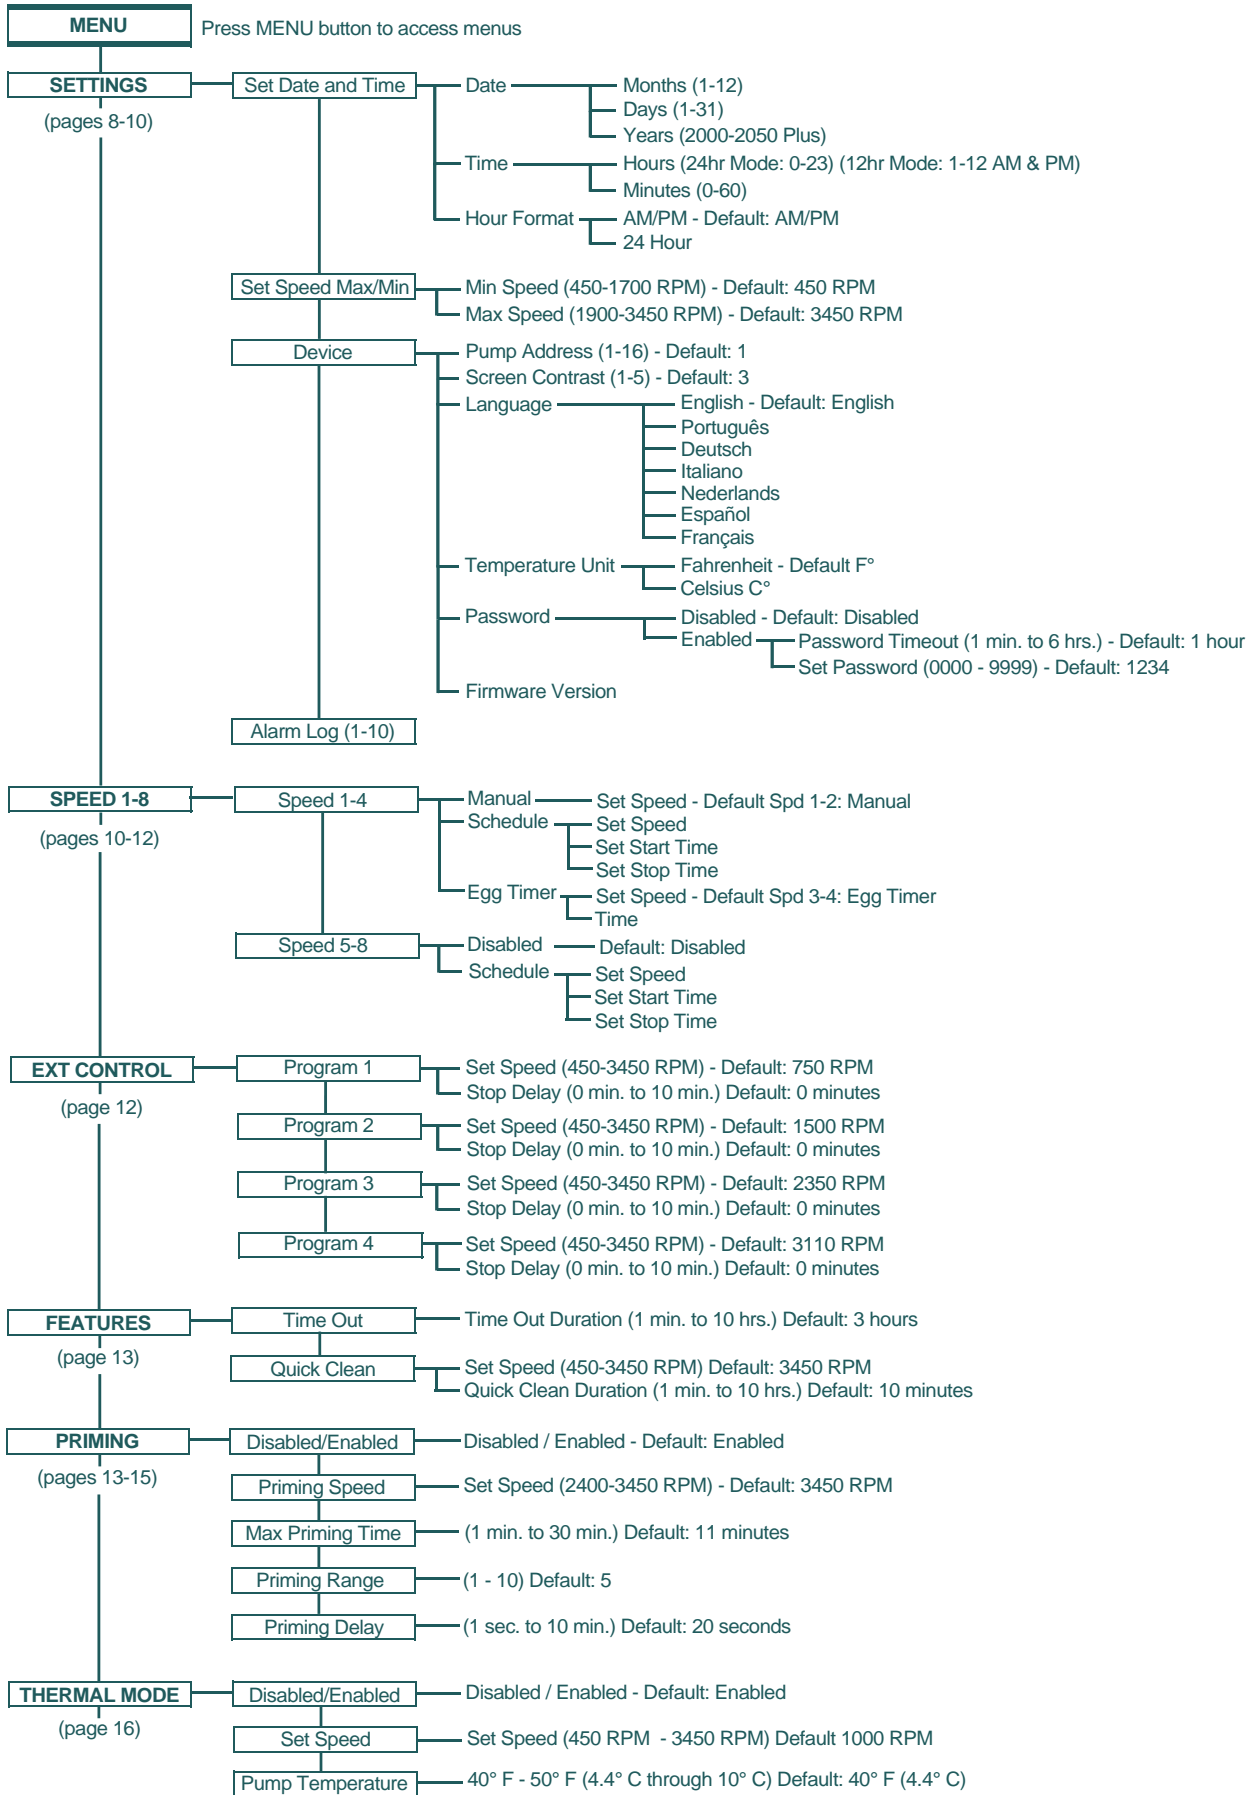 MENU
Press MENU button to access menus
SETTINGS
(pages 8-10)
Set Date and Time
Date
Months (1-12)
Days (1-31)
Years (2000-2050 Plus)
Time
Hours (24hr Mode: 0-23) (12hr Mode: 1-12 AM & PM)
Minutes (0-60)
Hour Format
AM/PM - Default: AM/PM
24 Hour
Set Speed Max/Min
Min Speed (450-1700 RPM) - Default: 450 RPM
Max Speed (1900-3450 RPM) - Default: 3450 RPM
Device
Pump Address (1-16) - Default: 1
Screen Contrast (1-5) - Default: 3
Language
English - Default: English
Português
Deutsch
Italiano
Nederlands
Español
Français
Temperature Unit
Fahrenheit - Default F°
Celsius C°
Password
Disabled - Default: Disabled
Enabled
Password Timeout (1 min. to 6 hrs.) - Default: 1 hour
Set Password (0000 - 9999) - Default: 1234
Firmware Version
Alarm Log (1-10)
SPEED 1-8
(pages 10-12)
Speed 1-4
Manual
Set Speed - Default Spd 1-2: Manual
Schedule
Set Speed
Set Start Time
Set Stop Time
Egg Timer
Set Speed - Default Spd 3-4: Egg Timer
Time
Speed 5-8
Disabled
Default: Disabled
Schedule
Set Speed
Set Start Time
Set Stop Time
EXT CONTROL
(page 12)
Program 1
Set Speed (450-3450 RPM) - Default: 750 RPM
Stop Delay (0 min. to 10 min.) Default: 0 minutes
Program 2
Set Speed (450-3450 RPM) - Default: 1500 RPM
Stop Delay (0 min. to 10 min.) Default: 0 minutes
Program 3
Set Speed (450-3450 RPM) - Default: 2350 RPM
Stop Delay (0 min. to 10 min.) Default: 0 minutes
Program 4
Set Speed (450-3450 RPM) - Default: 3110 RPM
Stop Delay (0 min. to 10 min.) Default: 0 minutes
FEATURES
(page 13)
Time Out
Time Out Duration (1 min. to 10 hrs.) Default: 3 hours
Quick Clean
Set Speed (450-3450 RPM) Default: 3450 RPM
Quick Clean Duration (1 min. to 10 hrs.) Default: 10 minutes
PRIMING
(pages 13-15)
Disabled/Enabled
Disabled / Enabled - Default: Enabled
Priming Speed
Set Speed (2400-3450 RPM) - Default: 3450 RPM
Max Priming Time
(1 min. to 30 min.) Default: 11 minutes
Priming Range
(1 - 10) Default: 5
Priming Delay
(1 sec. to 10 min.) Default: 20 seconds
THERMAL MODE
(page 16)
Disabled/Enabled
Disabled / Enabled - Default: Enabled
Set Speed
Set Speed (450 RPM - 3450 RPM) Default 1000 RPM
Pump Temperature
40° F - 50° F (4.4° C through 10° C) Default: 40° F (4.4° C)